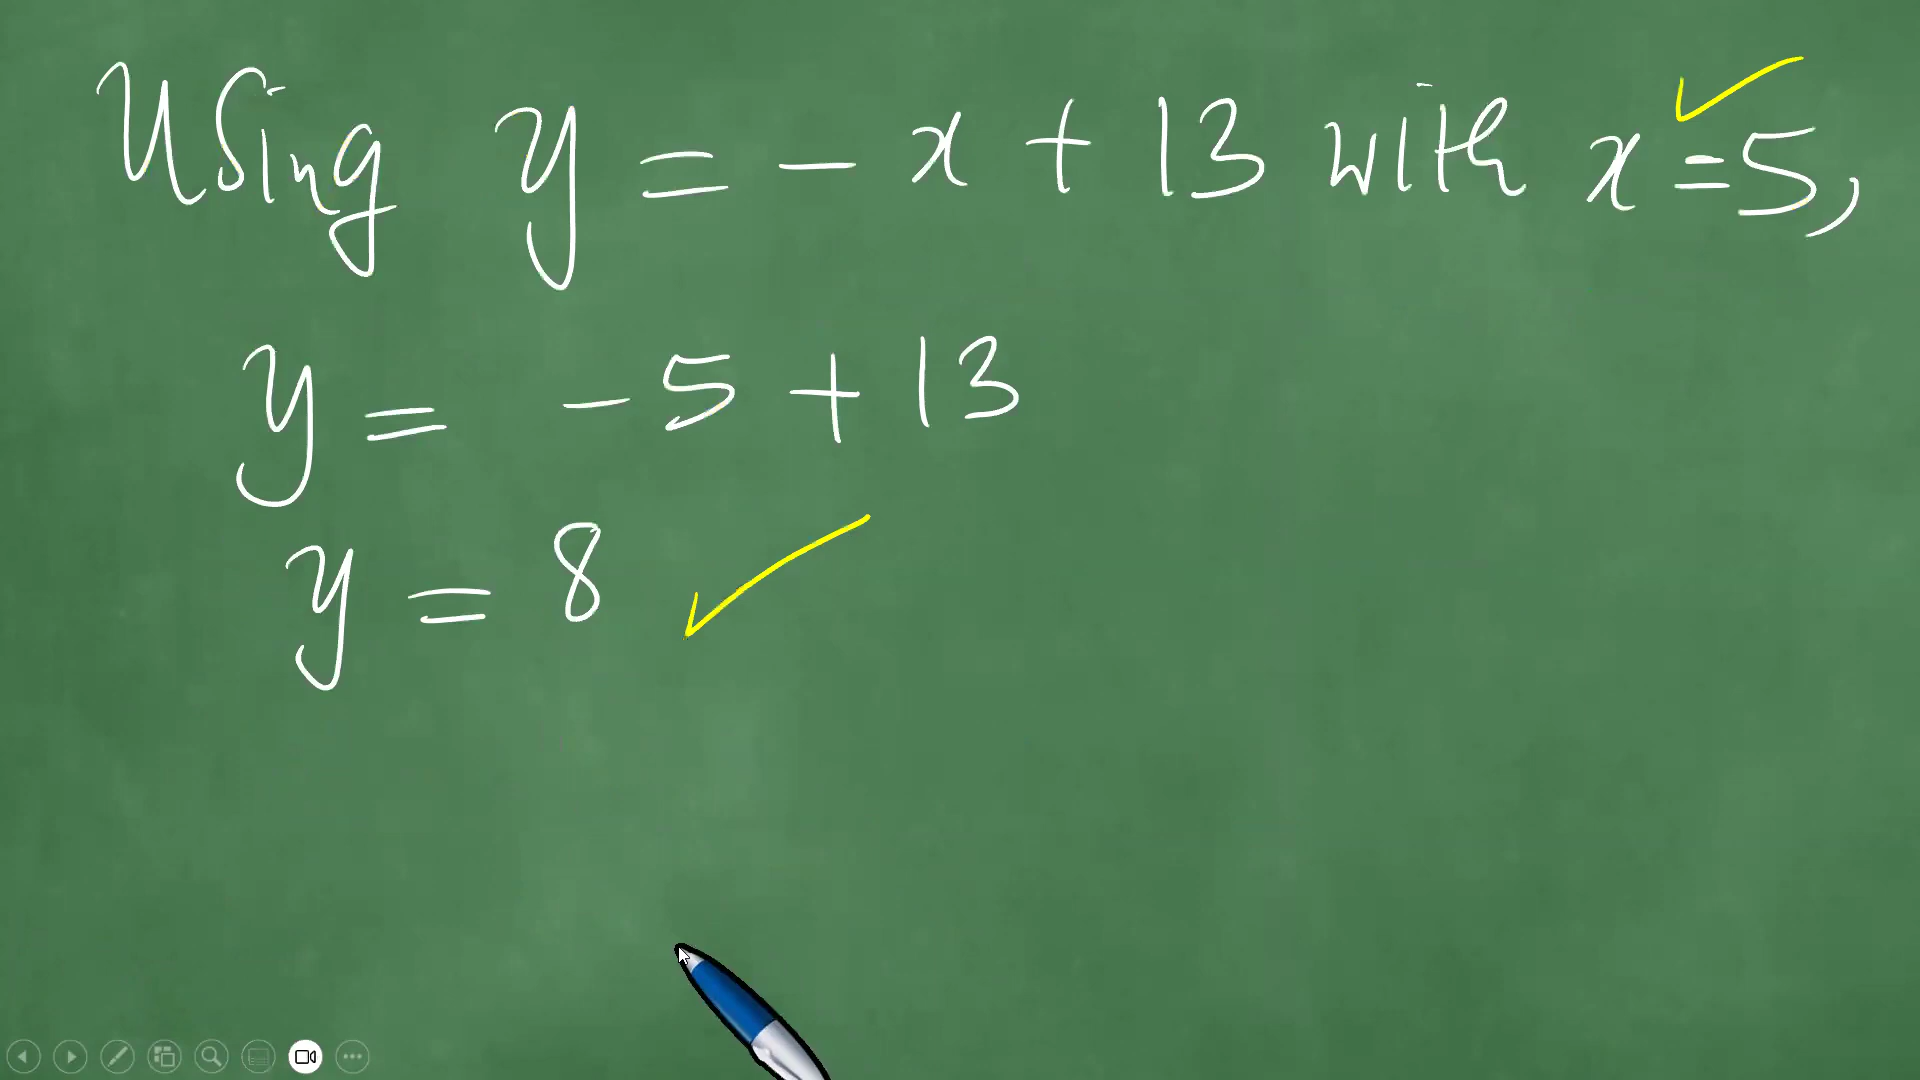 Using y = - x + 13 with x = 5,
y = - 5 + 13
y = 8